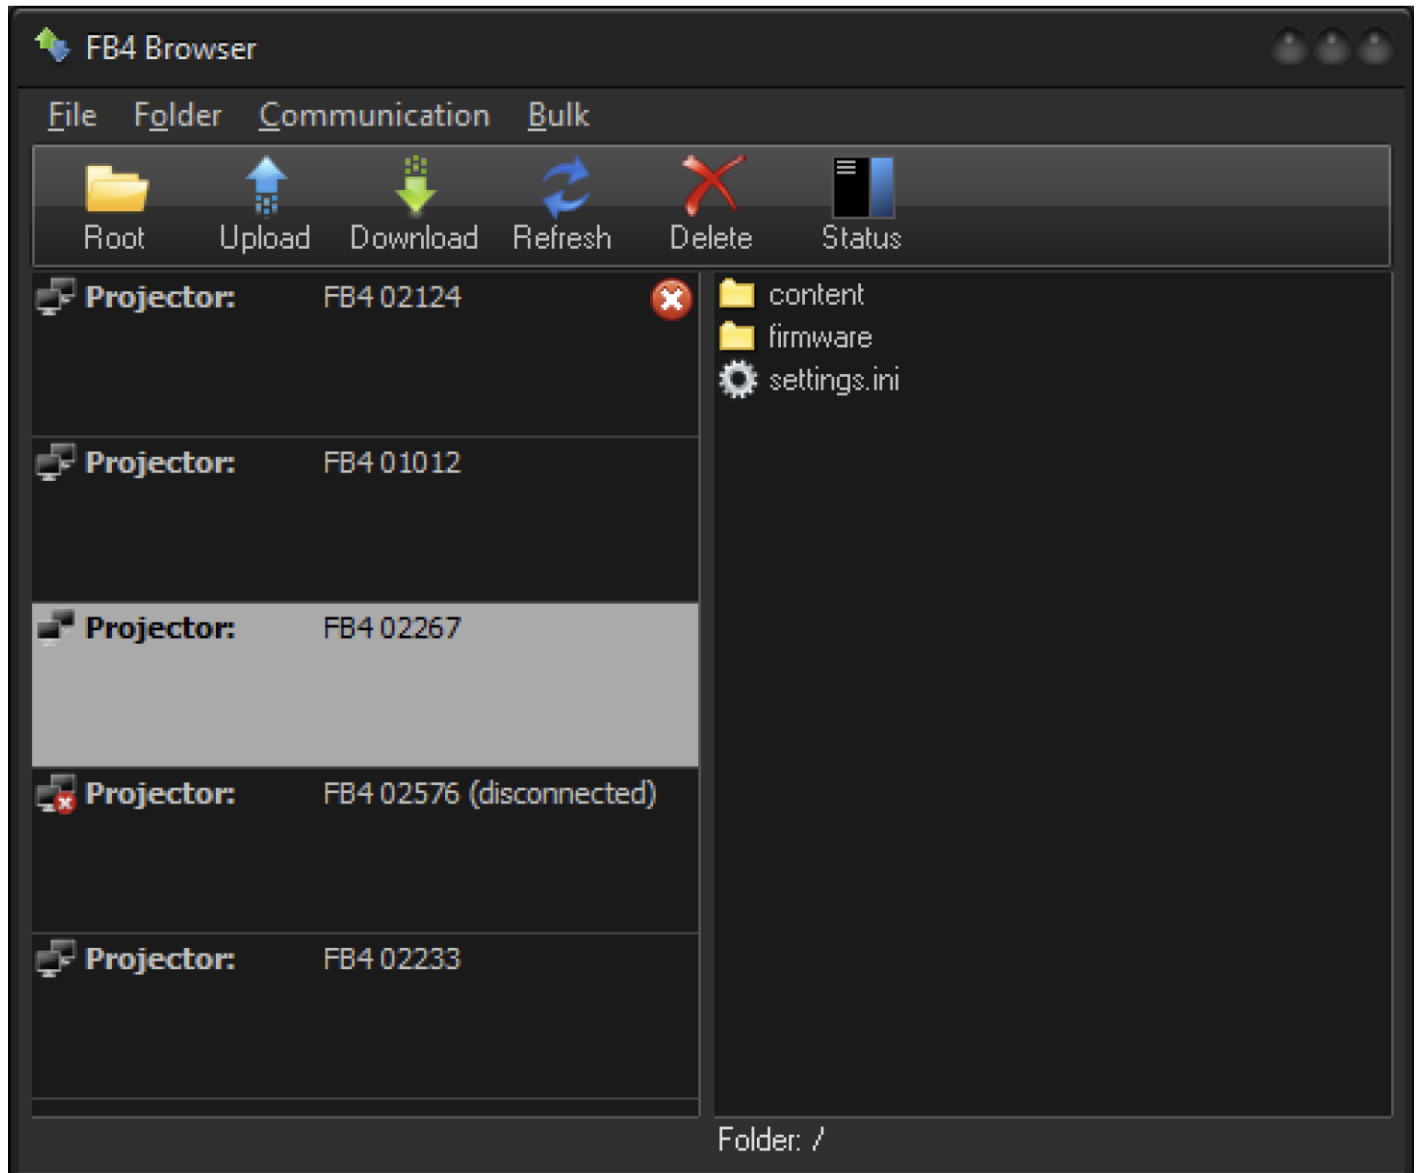 FB4 Browser
File Folder Communication Bulk
Root Upload Download Refresh Delete Status
Projector: FB4 02124
content
firmware
settings.ini
Projector: FB4 01012
Projector: FB4 02267
Projector: FB4 02576 (disconnected)
Projector: FB4 02233
Folder: /